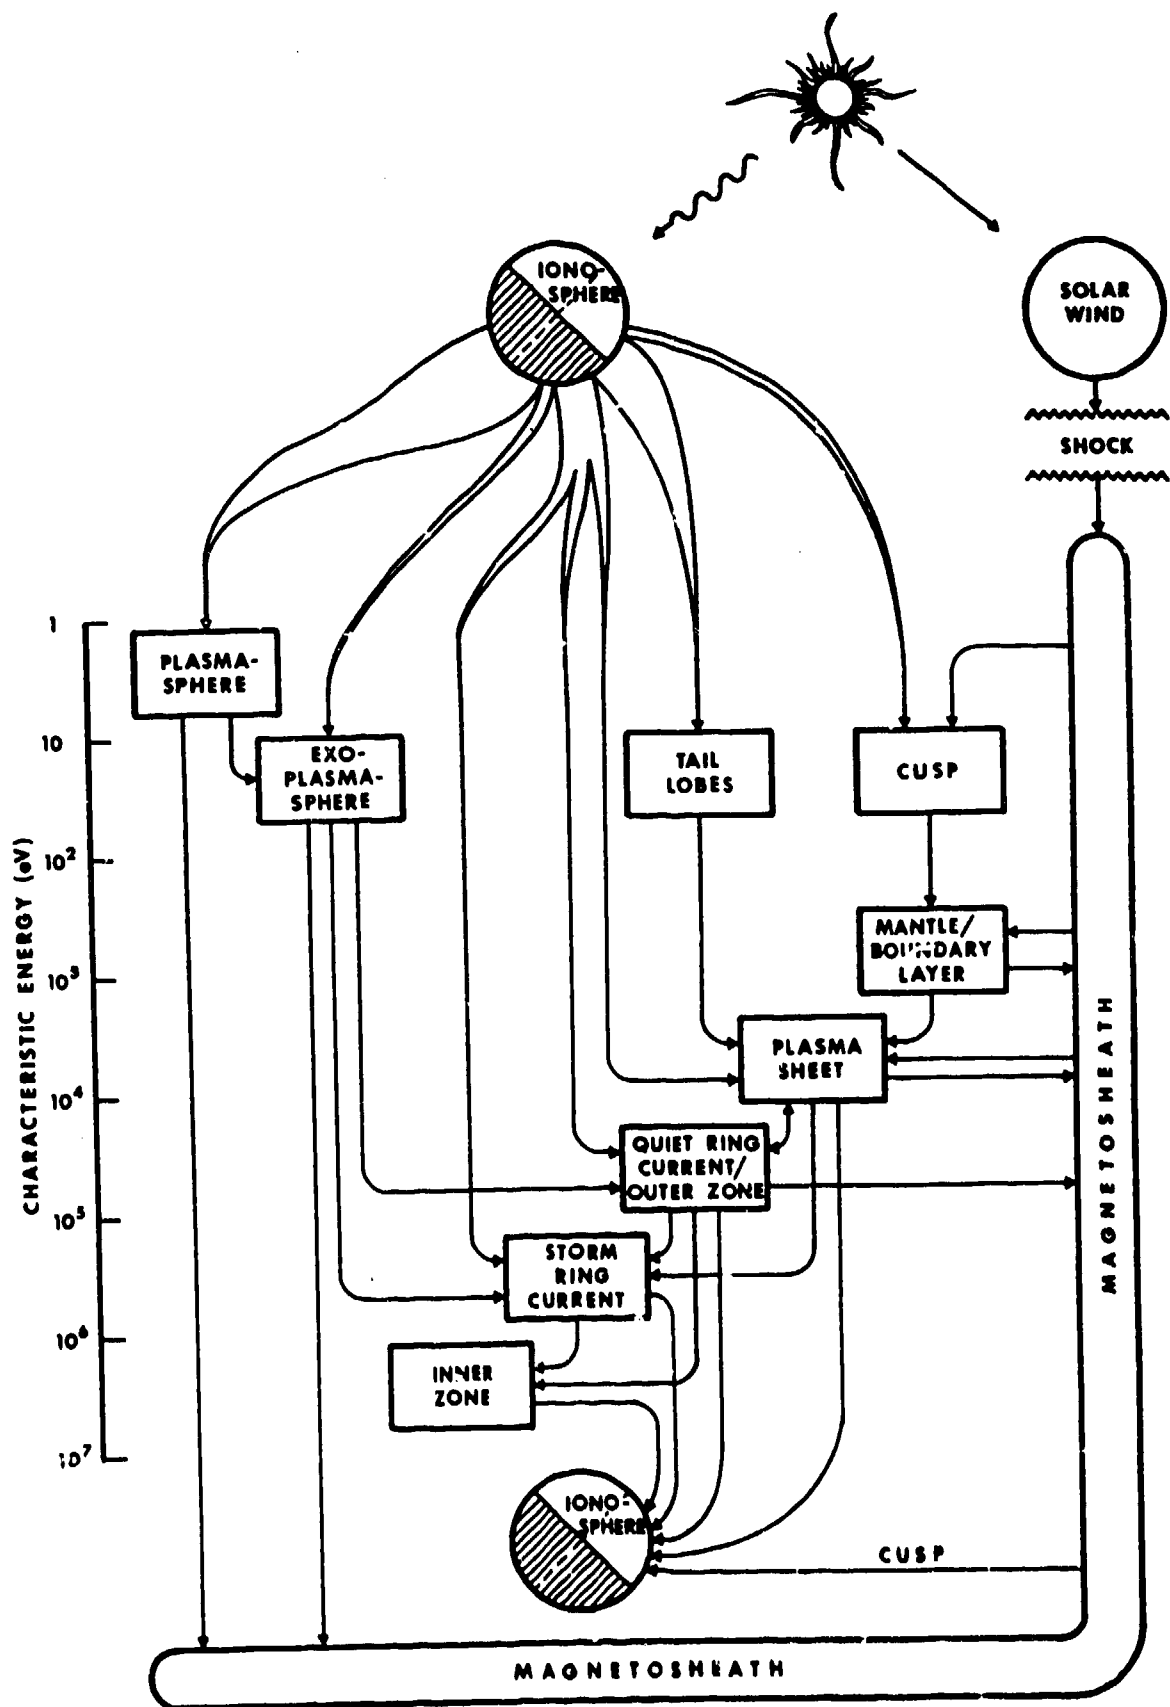 IONO-
SPHERE
SOLAR
WIND
SHOCK
1
PLASMA-
SPHERE
10
EXO-
PLASMA-
SPHERE
TAIL
LOBES
CUSP
10²
MANTLE/
BOUNDARY
LAYER
10³
PLASMA
SHEET
10⁴
QUIET RING
CURRENT/
OUTER ZONE
10⁵
STORM
RING
CURRENT
10⁶
INNER
ZONE
10⁷
CHARACTERISTIC ENERGY (eV)
IONO-
SPHERE
CUSP
MAGNETOSHEATH
MAGNETOSHEATH